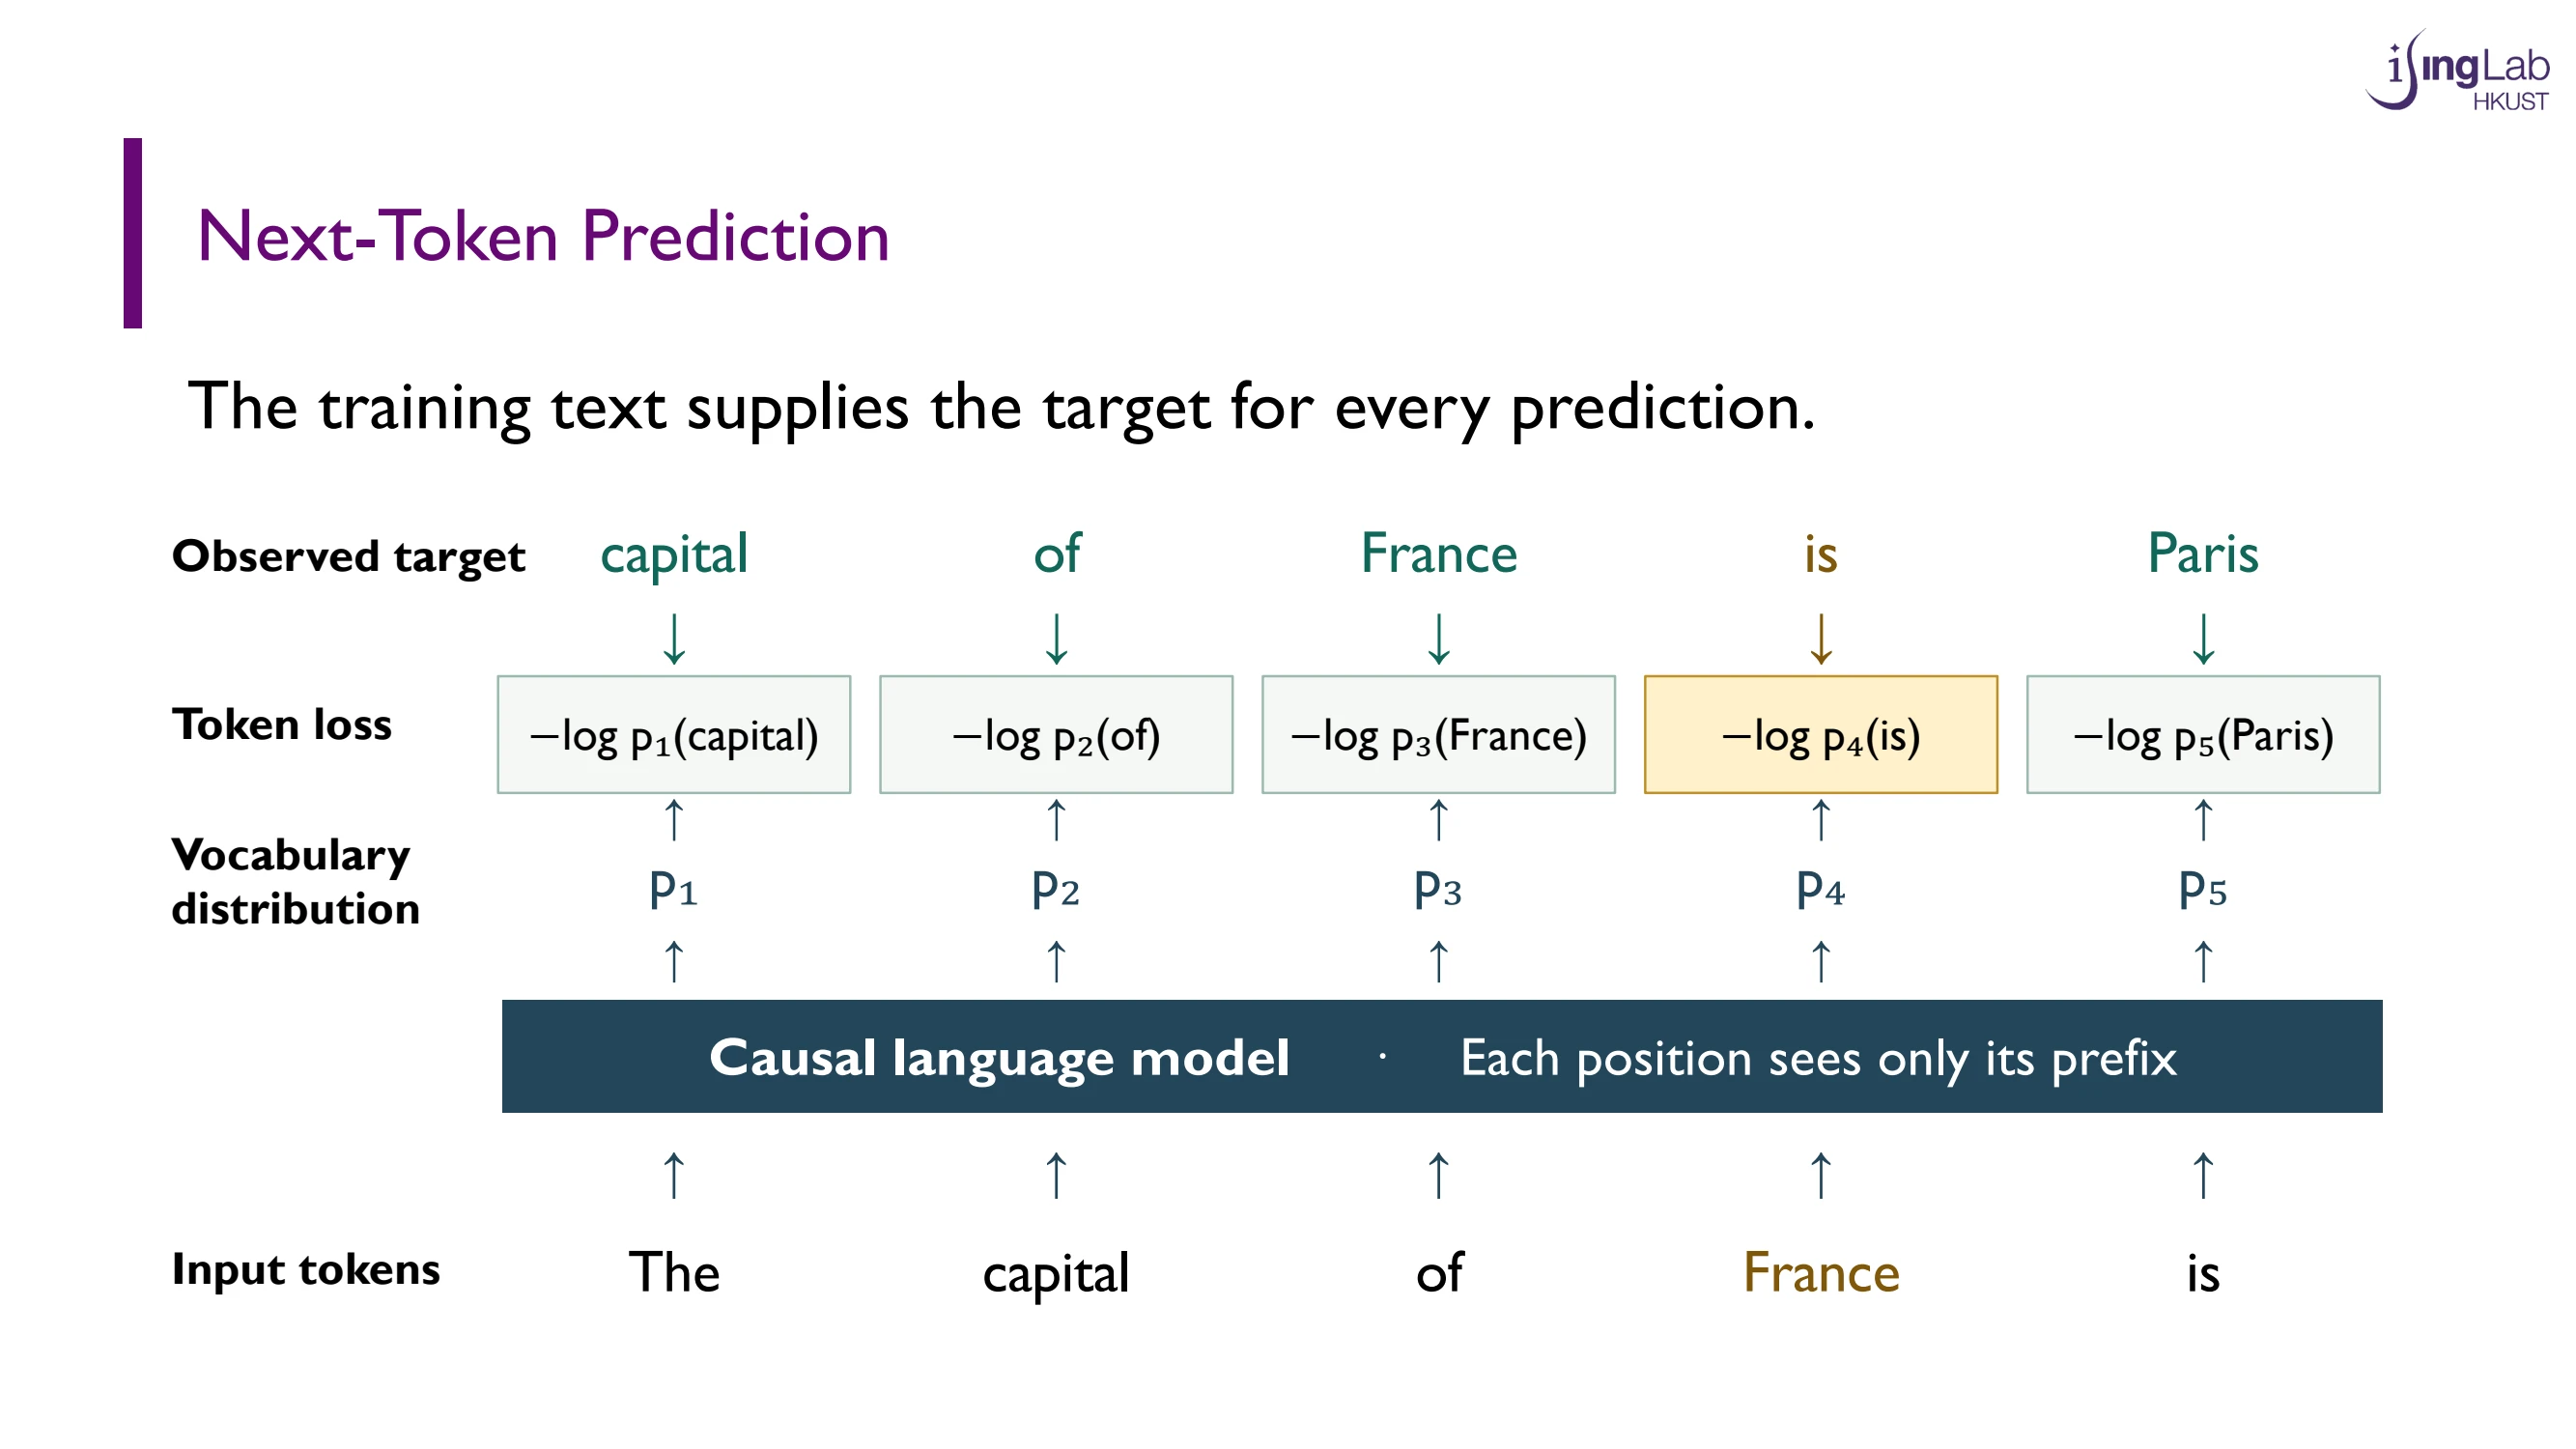 iSingLab
HKUST
Next-Token Prediction
The training text supplies the target for every prediction.
Observed target capital of France is Paris
↓ ↓ ↓ ↓ ↓
Token loss −log p₁(capital) −log p₂(of) −log p₃(France) −log p₄(is) −log p₅(Paris)
↑ ↑ ↑ ↑ ↑
Vocabulary
distribution p₁ p₂ p₃ p₄ p₅
↑ ↑ ↑ ↑ ↑
Causal language model · Each position sees only its prefix
↑ ↑ ↑ ↑ ↑
Input tokens The capital of France is